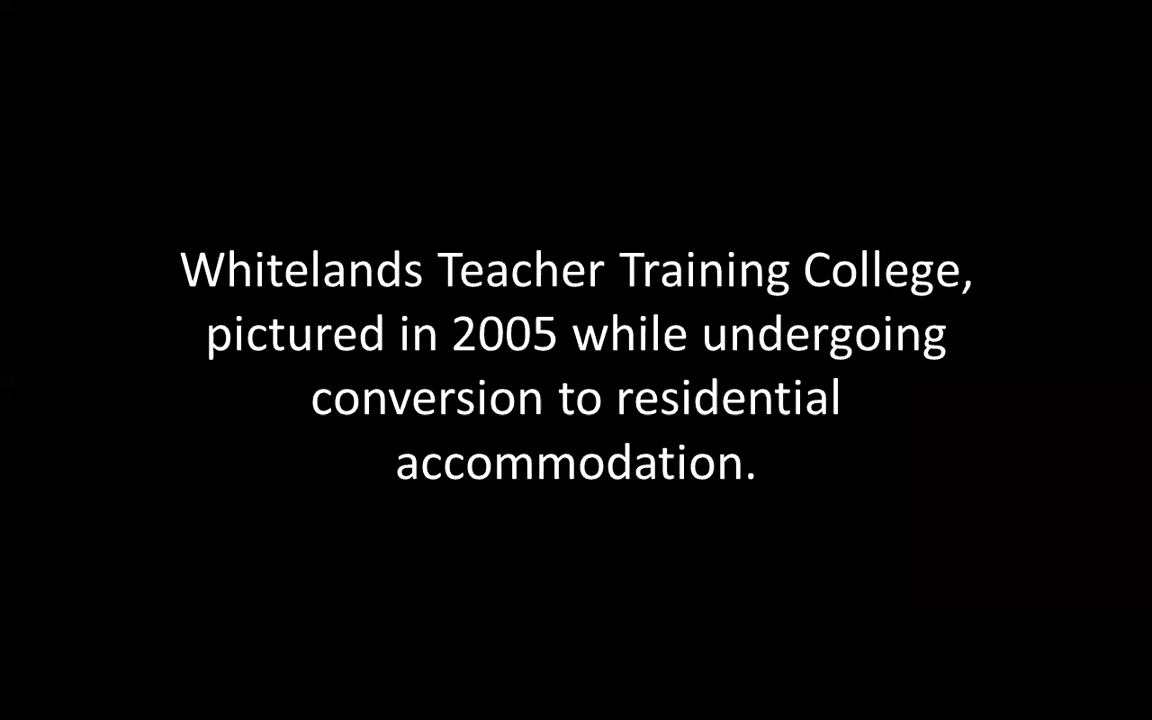 Whitelands Teacher Training College,
pictured in 2005 while undergoing
conversion to residential
accommodation.